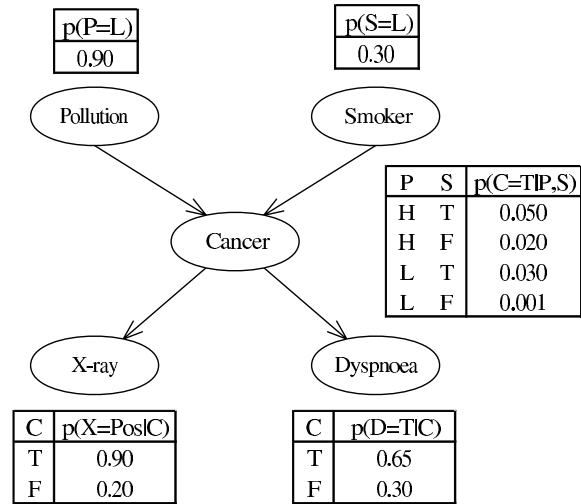 p(P=L)
0.90
p(S=L)
0.30
Pollution
Smoker
P S p(C=T|P,S)
H T 0.050
H F 0.020
L T 0.030
L F 0.001
Cancer
X-ray
Dyspnoea
C p(X=Pos|C)
T 0.90
F 0.20
C p(D=T|C)
T 0.65
F 0.30